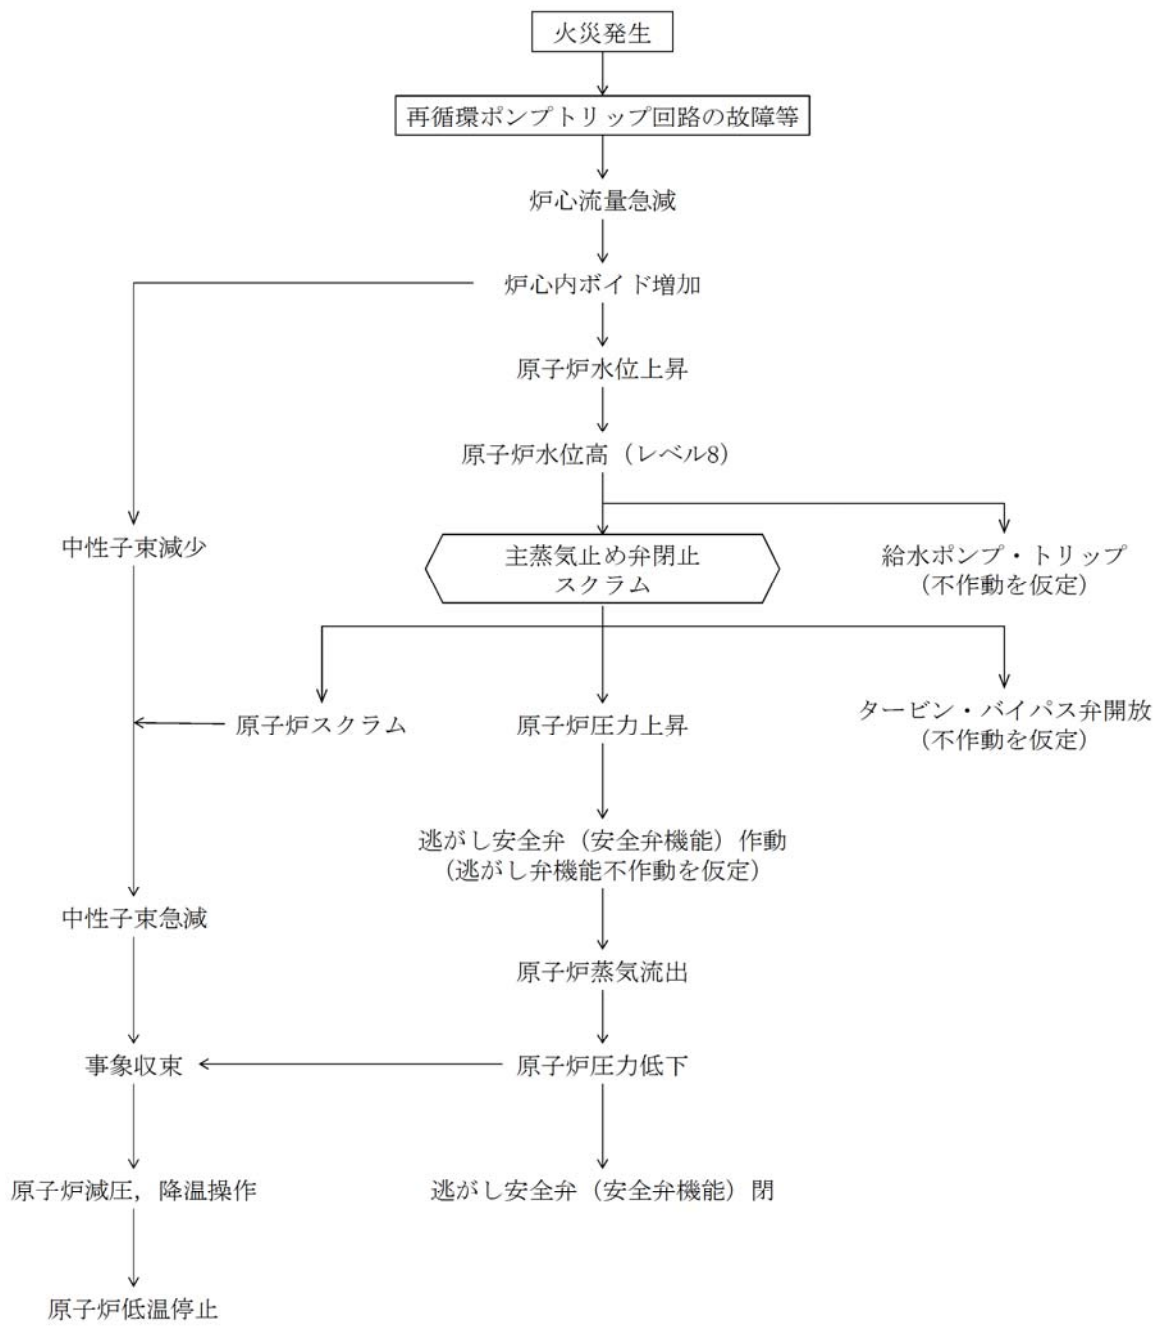 火災発生
再循環ポンプトリップ回路の故障等
炉心流量急減
炉心内ボイド増加
原子炉水位上昇
原子炉水位高（レベル8）
中性子束減少
主蒸気止め弁閉止
スクラム
給水ポンプ・トリップ
（不作動を仮定）
原子炉スクラム
原子炉圧力上昇
タービン・バイパス弁開放
（不作動を仮定）
逃がし安全弁（安全弁機能）作動
（逃がし弁機能不作動を仮定）
中性子束急減
原子炉蒸気流出
事象収束
原子炉圧力低下
原子炉減圧，降温操作
逃がし安全弁（安全弁機能）閉
原子炉低温停止